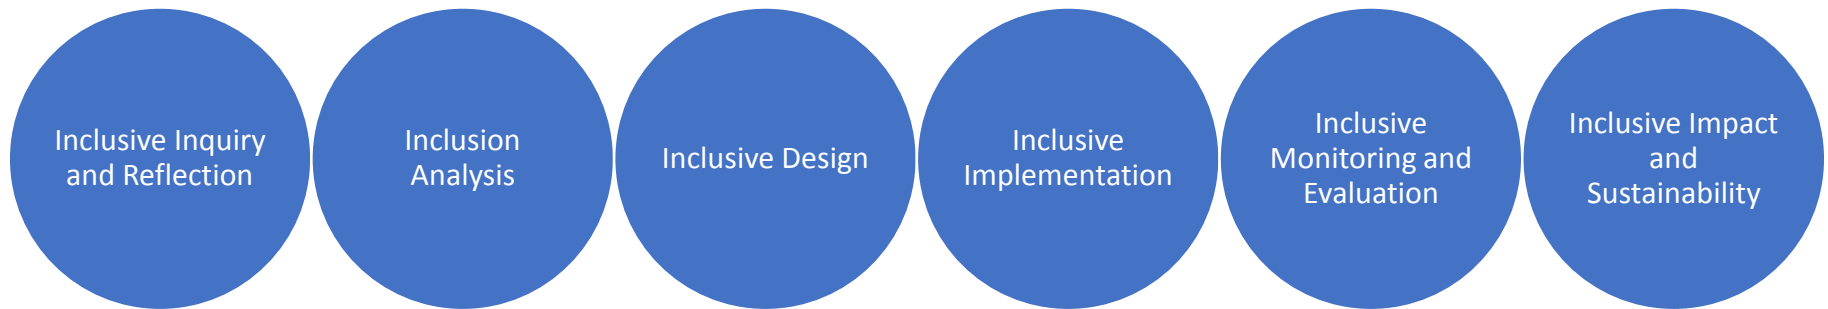 Inclusive Inquiry
and Reflection
Inclusion
Analysis
Inclusive Design
Inclusive
Implementation
Inclusive
Monitoring and
Evaluation
Inclusive Impact
and
Sustainability